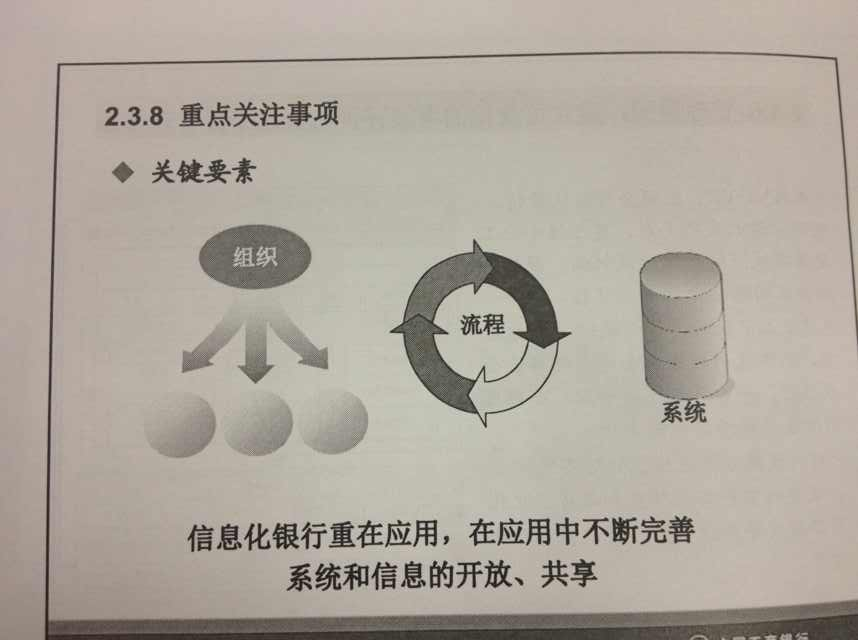 2.3.8 重点关注事项
关键要素
组织
流程
系统
信息化银行重在应用，在应用中不断完善
系统和信息的开放、共享